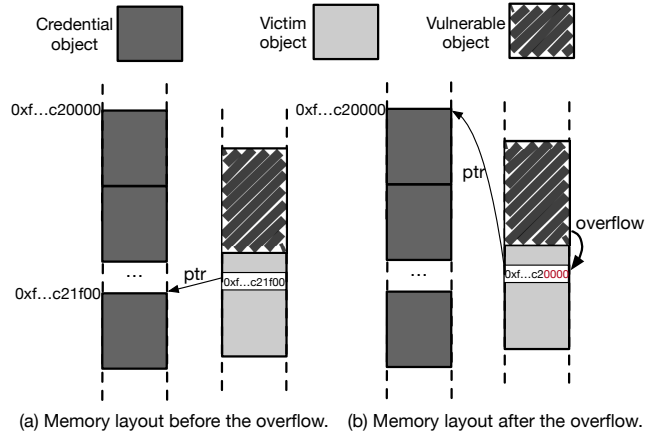 Credential
object
Victim
object
Vulnerable
object
0xf...c20000
...
0xf...c21f00
ptr
0xf...c21f00
(a) Memory layout before the overflow.
0xf...c20000
ptr
overflow
0xf...c20000
...
(b) Memory layout after the overflow.